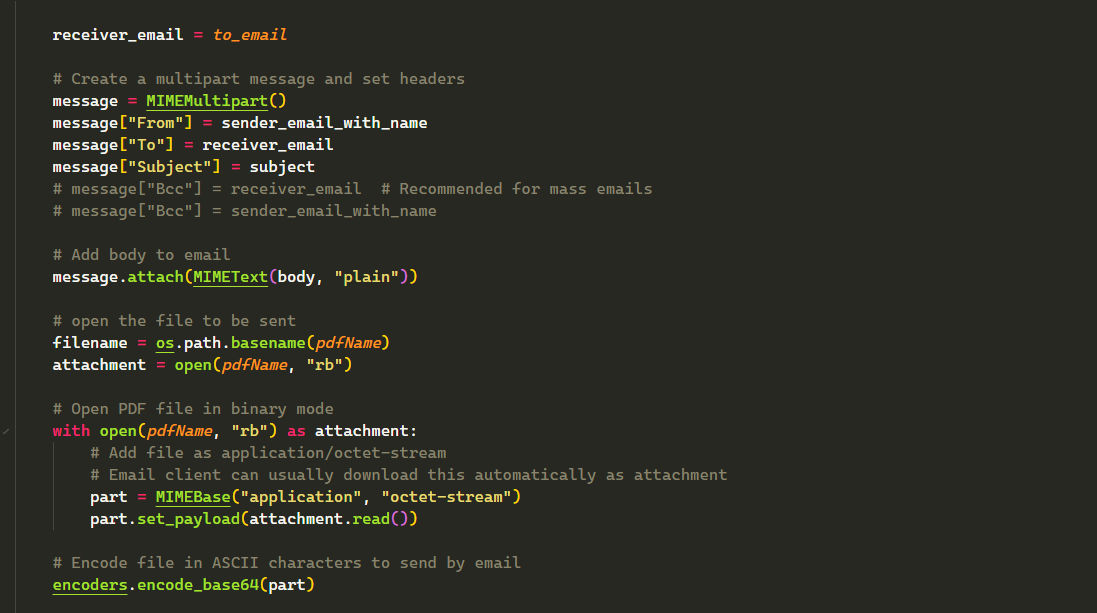 receiver_email = to_email
# Create a multipart message and set headers
message = MIMEMultipart()
message["From"] = sender_email_with_name
message["To"] = receiver_email
message["Subject"] = subject
# message["Bcc"] = receiver_email  # Recommended for mass emails
# message["Bcc"] = sender_email_with_name
# Add body to email
message.attach(MIMEText(body, "plain"))
# open the file to be sent
filename = os.path.basename(pdfName)
attachment = open(pdfName, "rb")
# Open PDF file in binary mode
with open(pdfName, "rb") as attachment:
    # Add file as application/octet-stream
    # Email client can usually download this automatically as attachment
    part = MIMEBase("application", "octet-stream")
    part.set_payload(attachment.read())
# Encode file in ASCII characters to send by email
encoders.encode_base64(part)